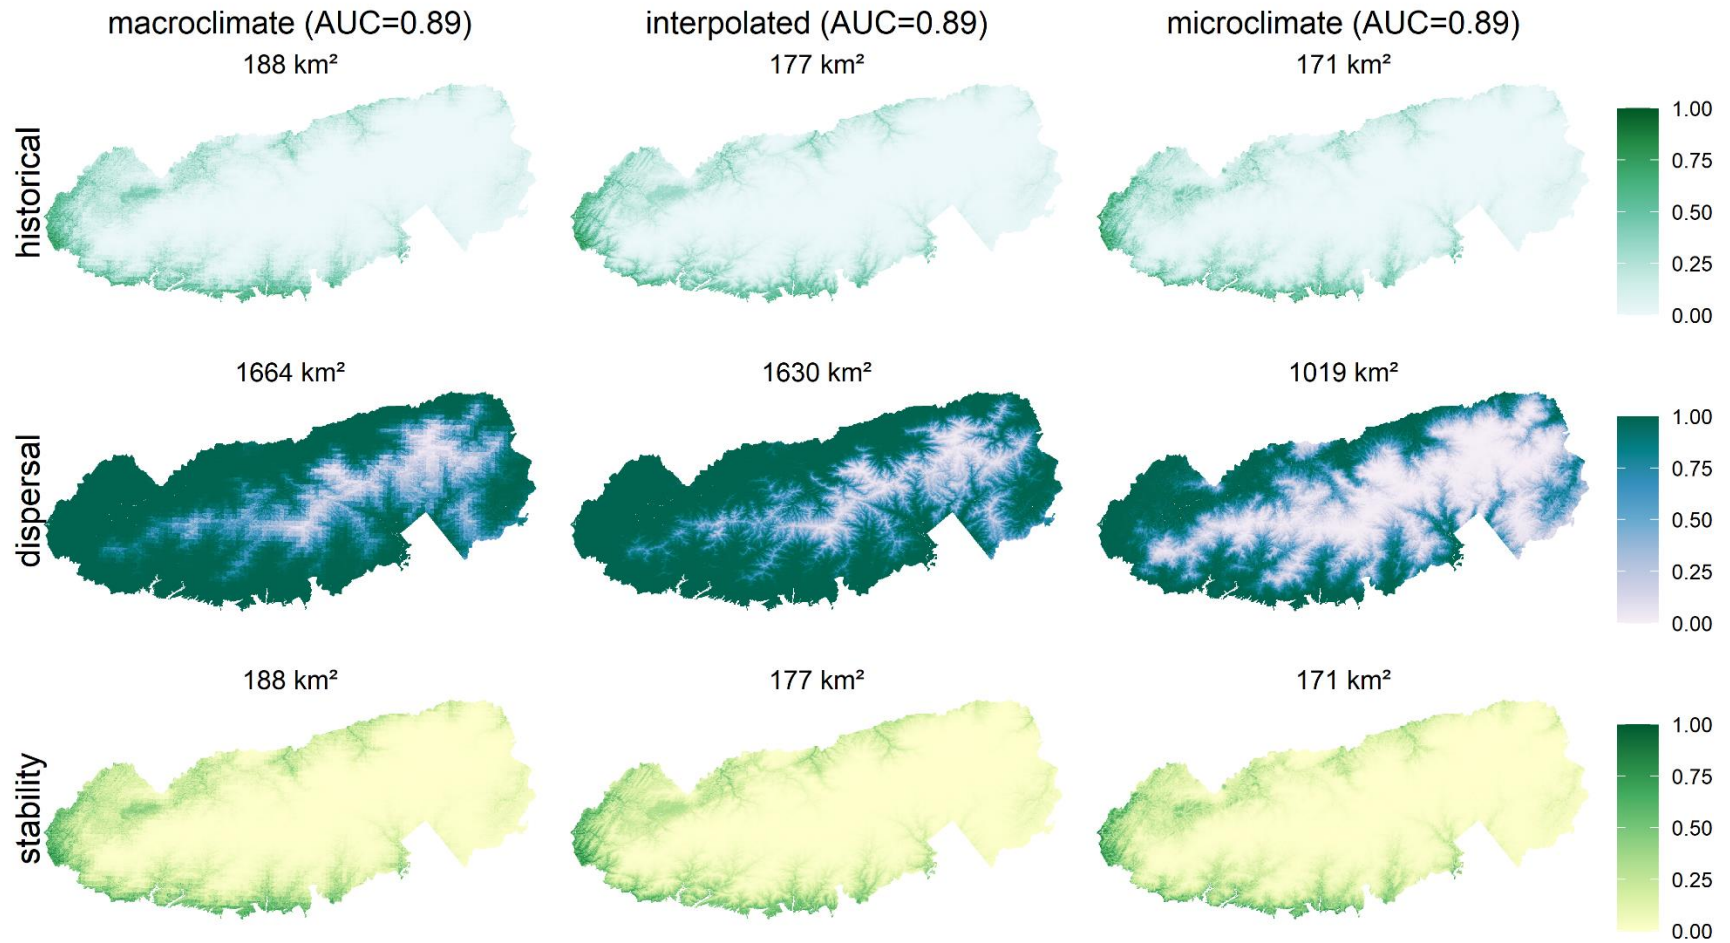 macroclimate (AUC=0.89)
interpolated (AUC=0.89)
microclimate (AUC=0.89)
188 km²
177 km²
171 km²
historical
1.00
0.75
0.50
0.25
0.00
1664 km²
1630 km²
1019 km²
dispersal
1.00
0.75
0.50
0.25
0.00
188 km²
177 km²
171 km²
stability
1.00
0.75
0.50
0.25
0.00